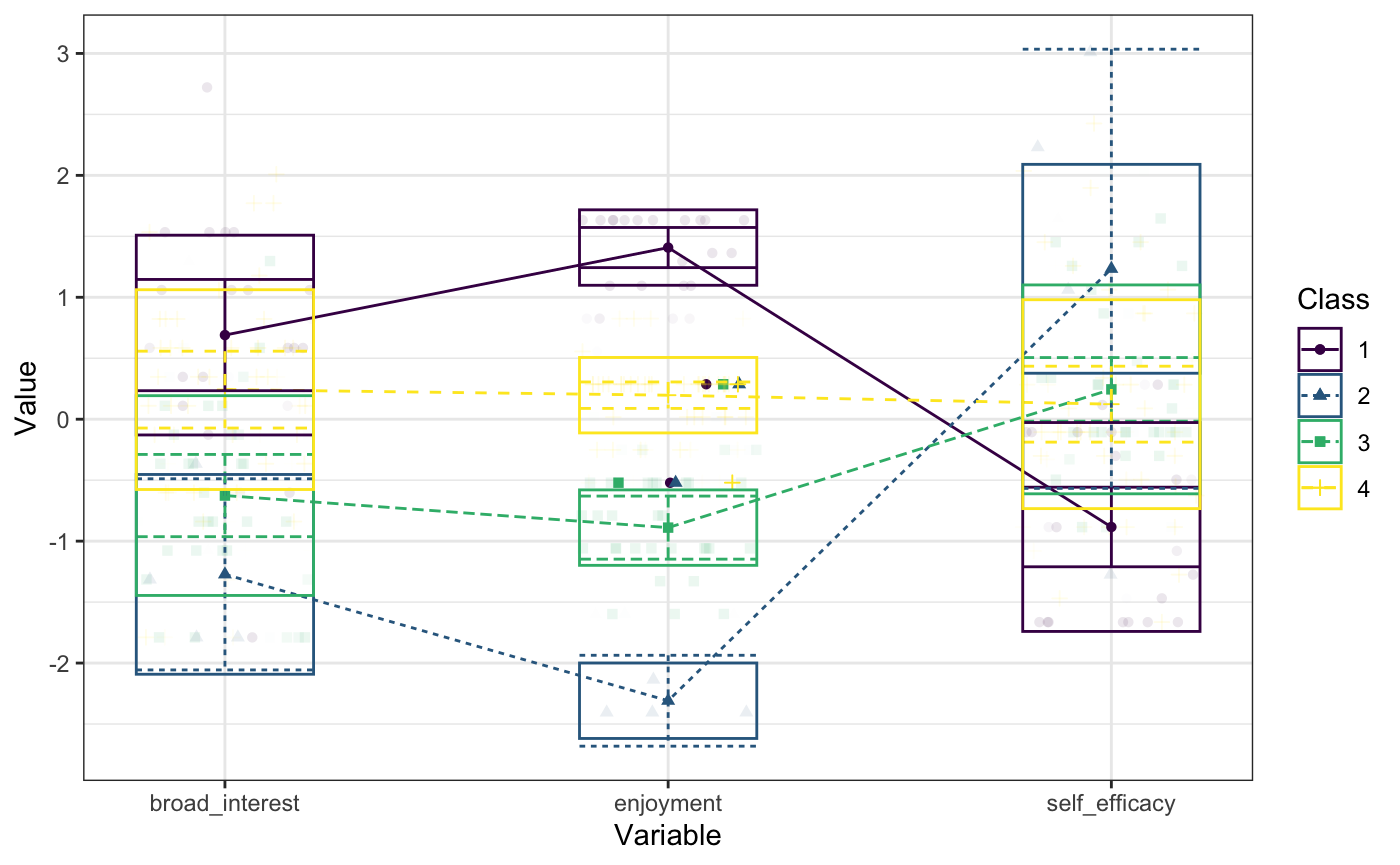 3
2
1
0
-1
-2
Value
broad_interest
enjoyment
self_efficacy
Variable
Class
1
2
3
4